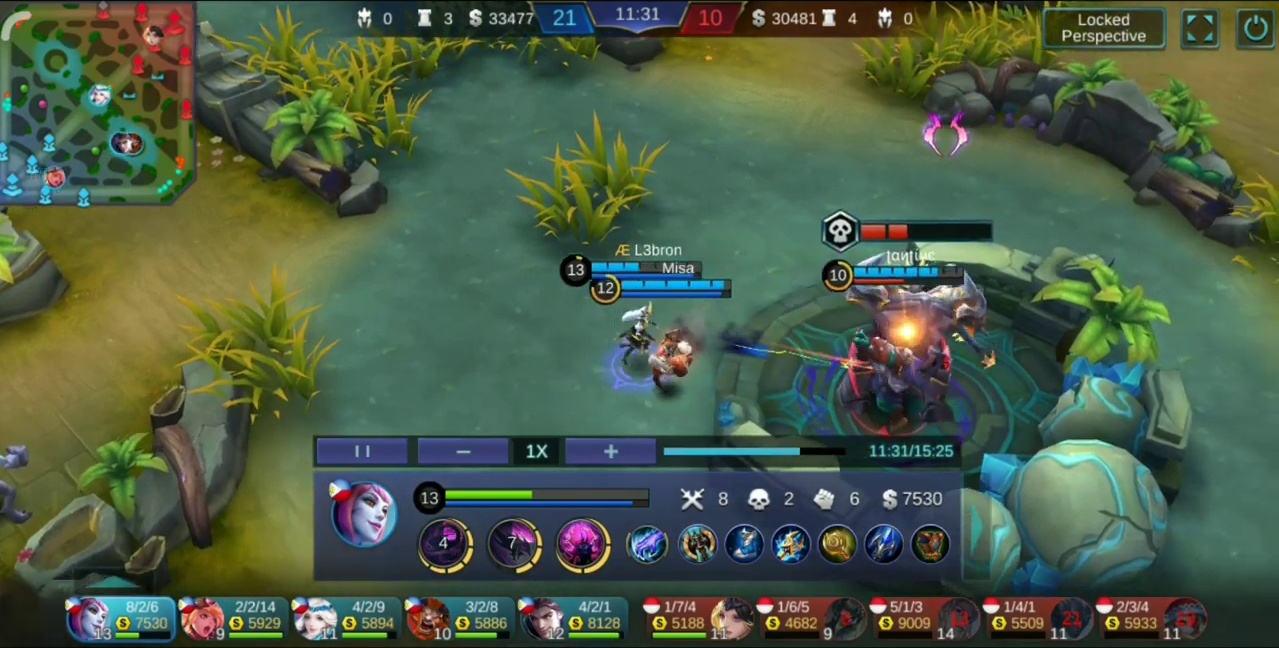 0 3 $ 33477 21 11:31 10 $ 30481 4 0
Locked
Perspective
Æ L3bron
13 Misa
12
10
11:31/15:25
1X
13 8 2 6 $ 7530
4 7
8/2/6 2/2/14 4/2/9 3/2/8 4/2/1 1/7/4 1/6/5 5/1/3 1/4/1 2/3/4
7530 5929 5894 5886 8128 5188 4682 9009 5509 5933
13 9 11 10 12 11 9 14 11 11